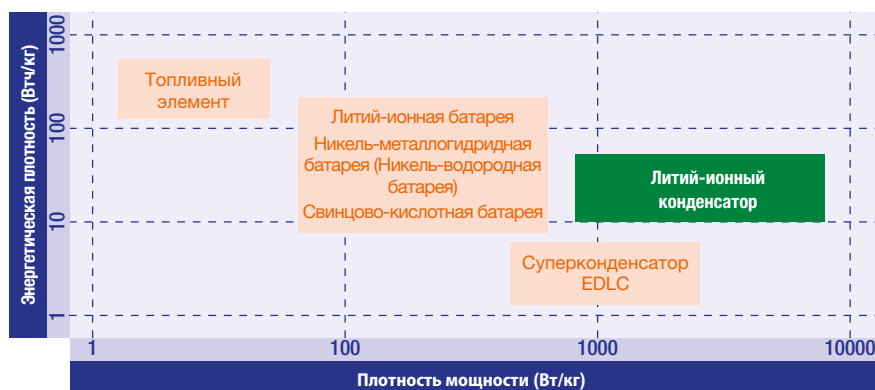 Энергетическая плотность (Втч/кг)
1000
100
10
1
Топливный
элемент
Литий-ионная батарея
Никель-металлогидридная
батарея (Никель-водородная
батарея)
Свинцово-кислотная батарея
Литий-ионный
конденсатор
Суперконденсатор
EDLC
1
100
1000
10000
Плотность мощности (Вт/кг)